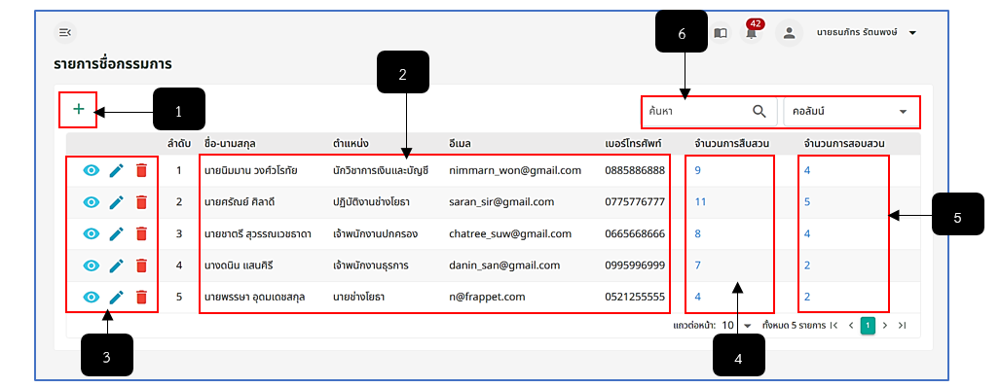 6
42
นายธนภัทร รัตนพงษ์
รายการชื่อกรรมการ
2
1
ค้นหา
คอลัมน์
ลำดับ ชื่อ-นามสกุล ตำแหน่ง อีเมล เบอร์โทรศัพท์ จำนวนการสืบสวน จำนวนการสอบสวน
1 นายนิมมาน วงศ์วไรทัย นักวิชาการเงินและบัญชี nimmarn_won@gmail.com 0885886888 9 4
2 นายศรัณย์ ศิลาดี ปฏิบัติงานช่างโยธา saran_sir@gmail.com 0775776777 11 5
5
3 นายชาตรี สุวรรณเวชธาดา เจ้าพนักงานปกครอง chatree_suw@gmail.com 0665668666 8 4
4 นางดนิน แสนศิริ เจ้าพนักงานธุรการ danin_san@gmail.com 0995996999 7 2
5 นายพรรษา อุดมเดชสกุล นายช่างโยธา n@frappet.com 0521255555 4 2
แถวต่อหน้า: 10 ทั้งหมด 5 รายการ 1
3
4